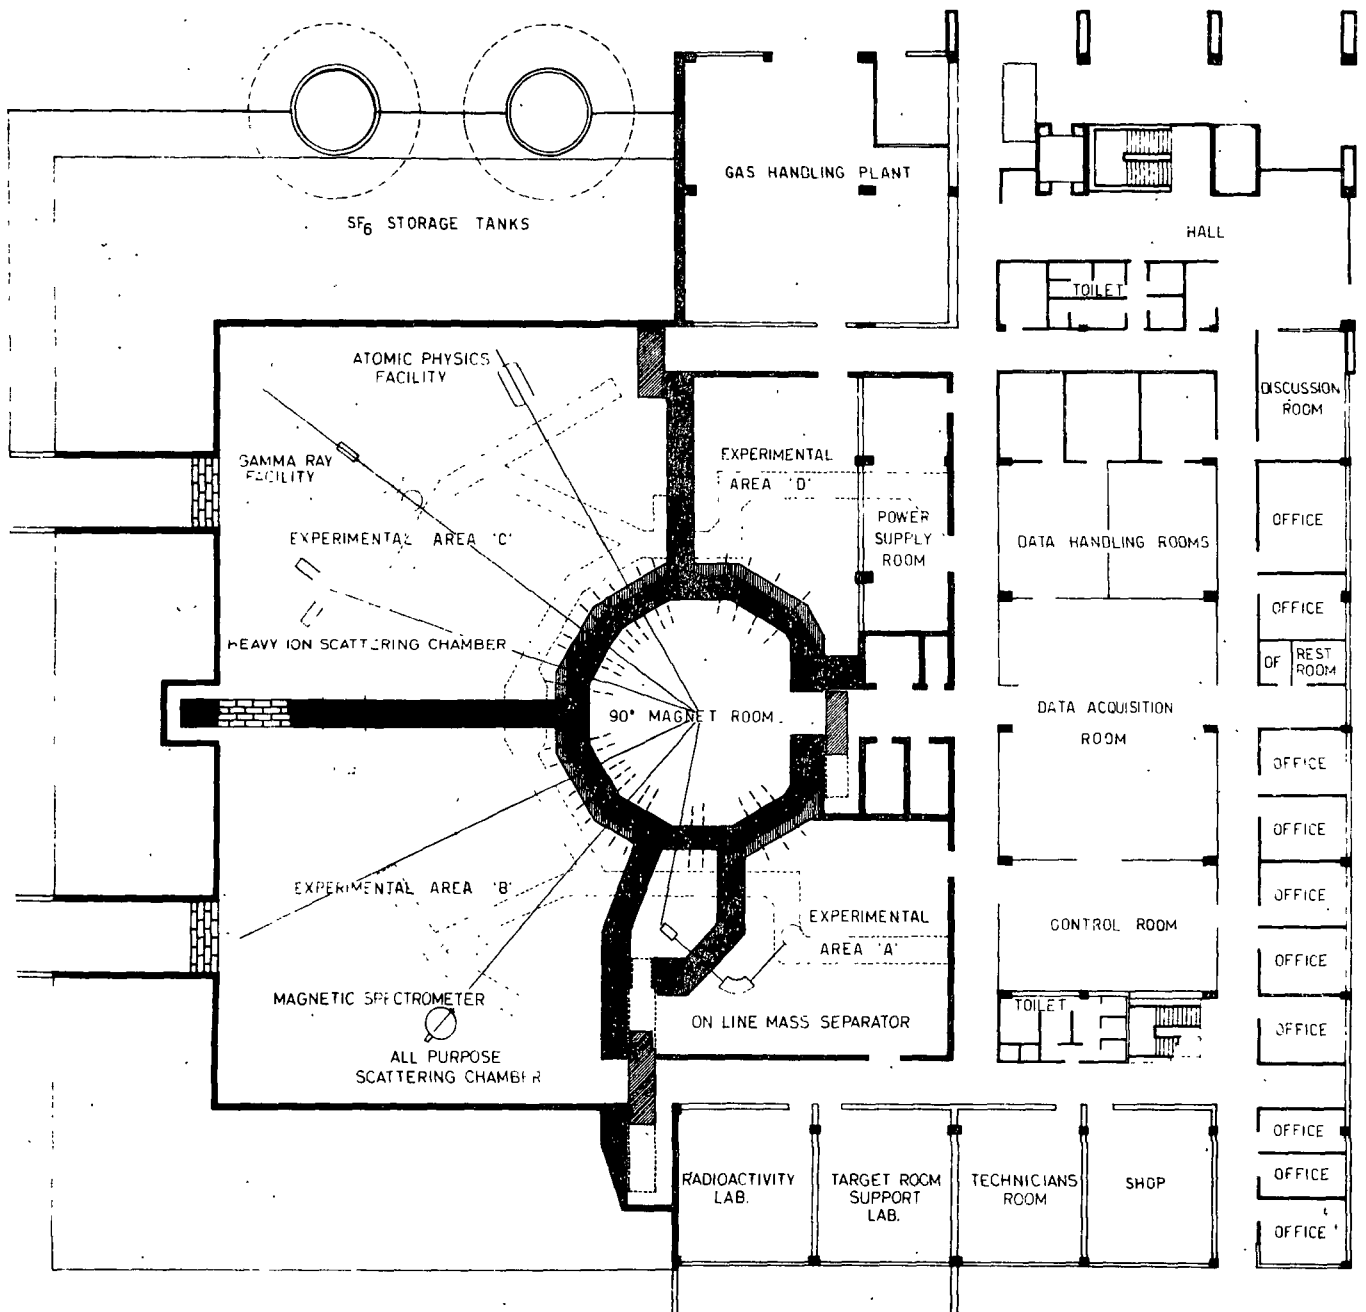 SF6 STORAGE TANKS
GAS HANDLING PLANT
HALL
TOILET
ATOMIC PHYSICS
FACILITY
DISCUSSION
ROOM
GAMMA RAY
FACILITY
EXPERIMENTAL
AREA 'D'
POWER
SUPPLY
ROOM
DATA HANDLING ROOMS
OFFICE
EXPERIMENTAL AREA 'C'
OFFICE
HEAVY ION SCATTERING CHAMBER
OF
REST
ROOM
90° MAGNET ROOM
DATA ACQUISITION
ROOM
OFFICE
OFFICE
EXPERIMENTAL AREA 'B'
OFFICE
EXPERIMENTAL
AREA 'A'
CONTROL ROOM
OFFICE
MAGNETIC SPECTROMETER
ON LINE MASS SEPARATOR
TOILET
OFFICE
ALL PURPOSE
SCATTERING CHAMBER
OFFICE
RADIOACTIVITY
LAB.
TARGET ROOM
SUPPORT
LAB.
TECHNICIANS
ROOM
SHOP
OFFICE
OFFICE